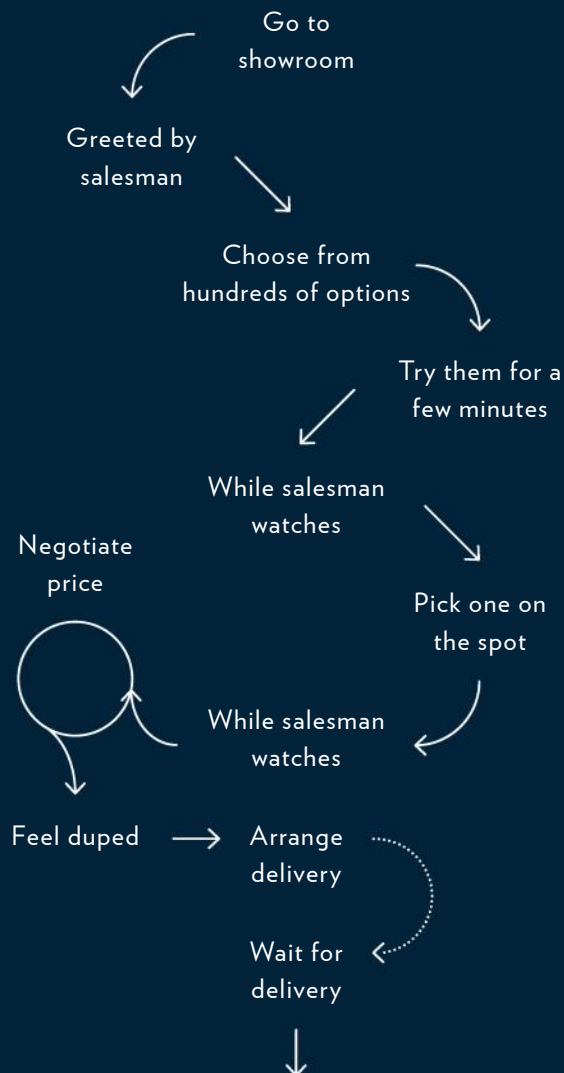 Go to
showroom
Greeted by
salesman
Choose from
hundreds of options
Try them for a
few minutes
While salesman
watches
Negotiate
price
Pick one on
the spot
While salesman
watches
Feel duped
Arrange
delivery
Wait for
delivery